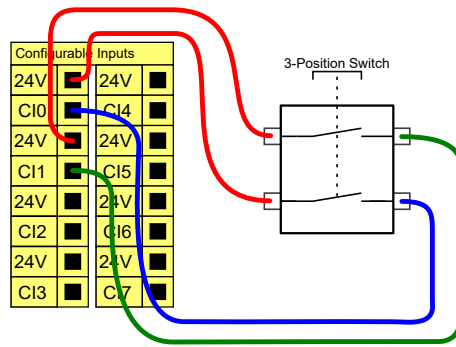 3-Position Switch
Configurable Inputs
24V 24V
CI0 CI4
24V 24V
CI1 CI5
24V 24V
CI2 CI6
24V 24V
CI3 CI7